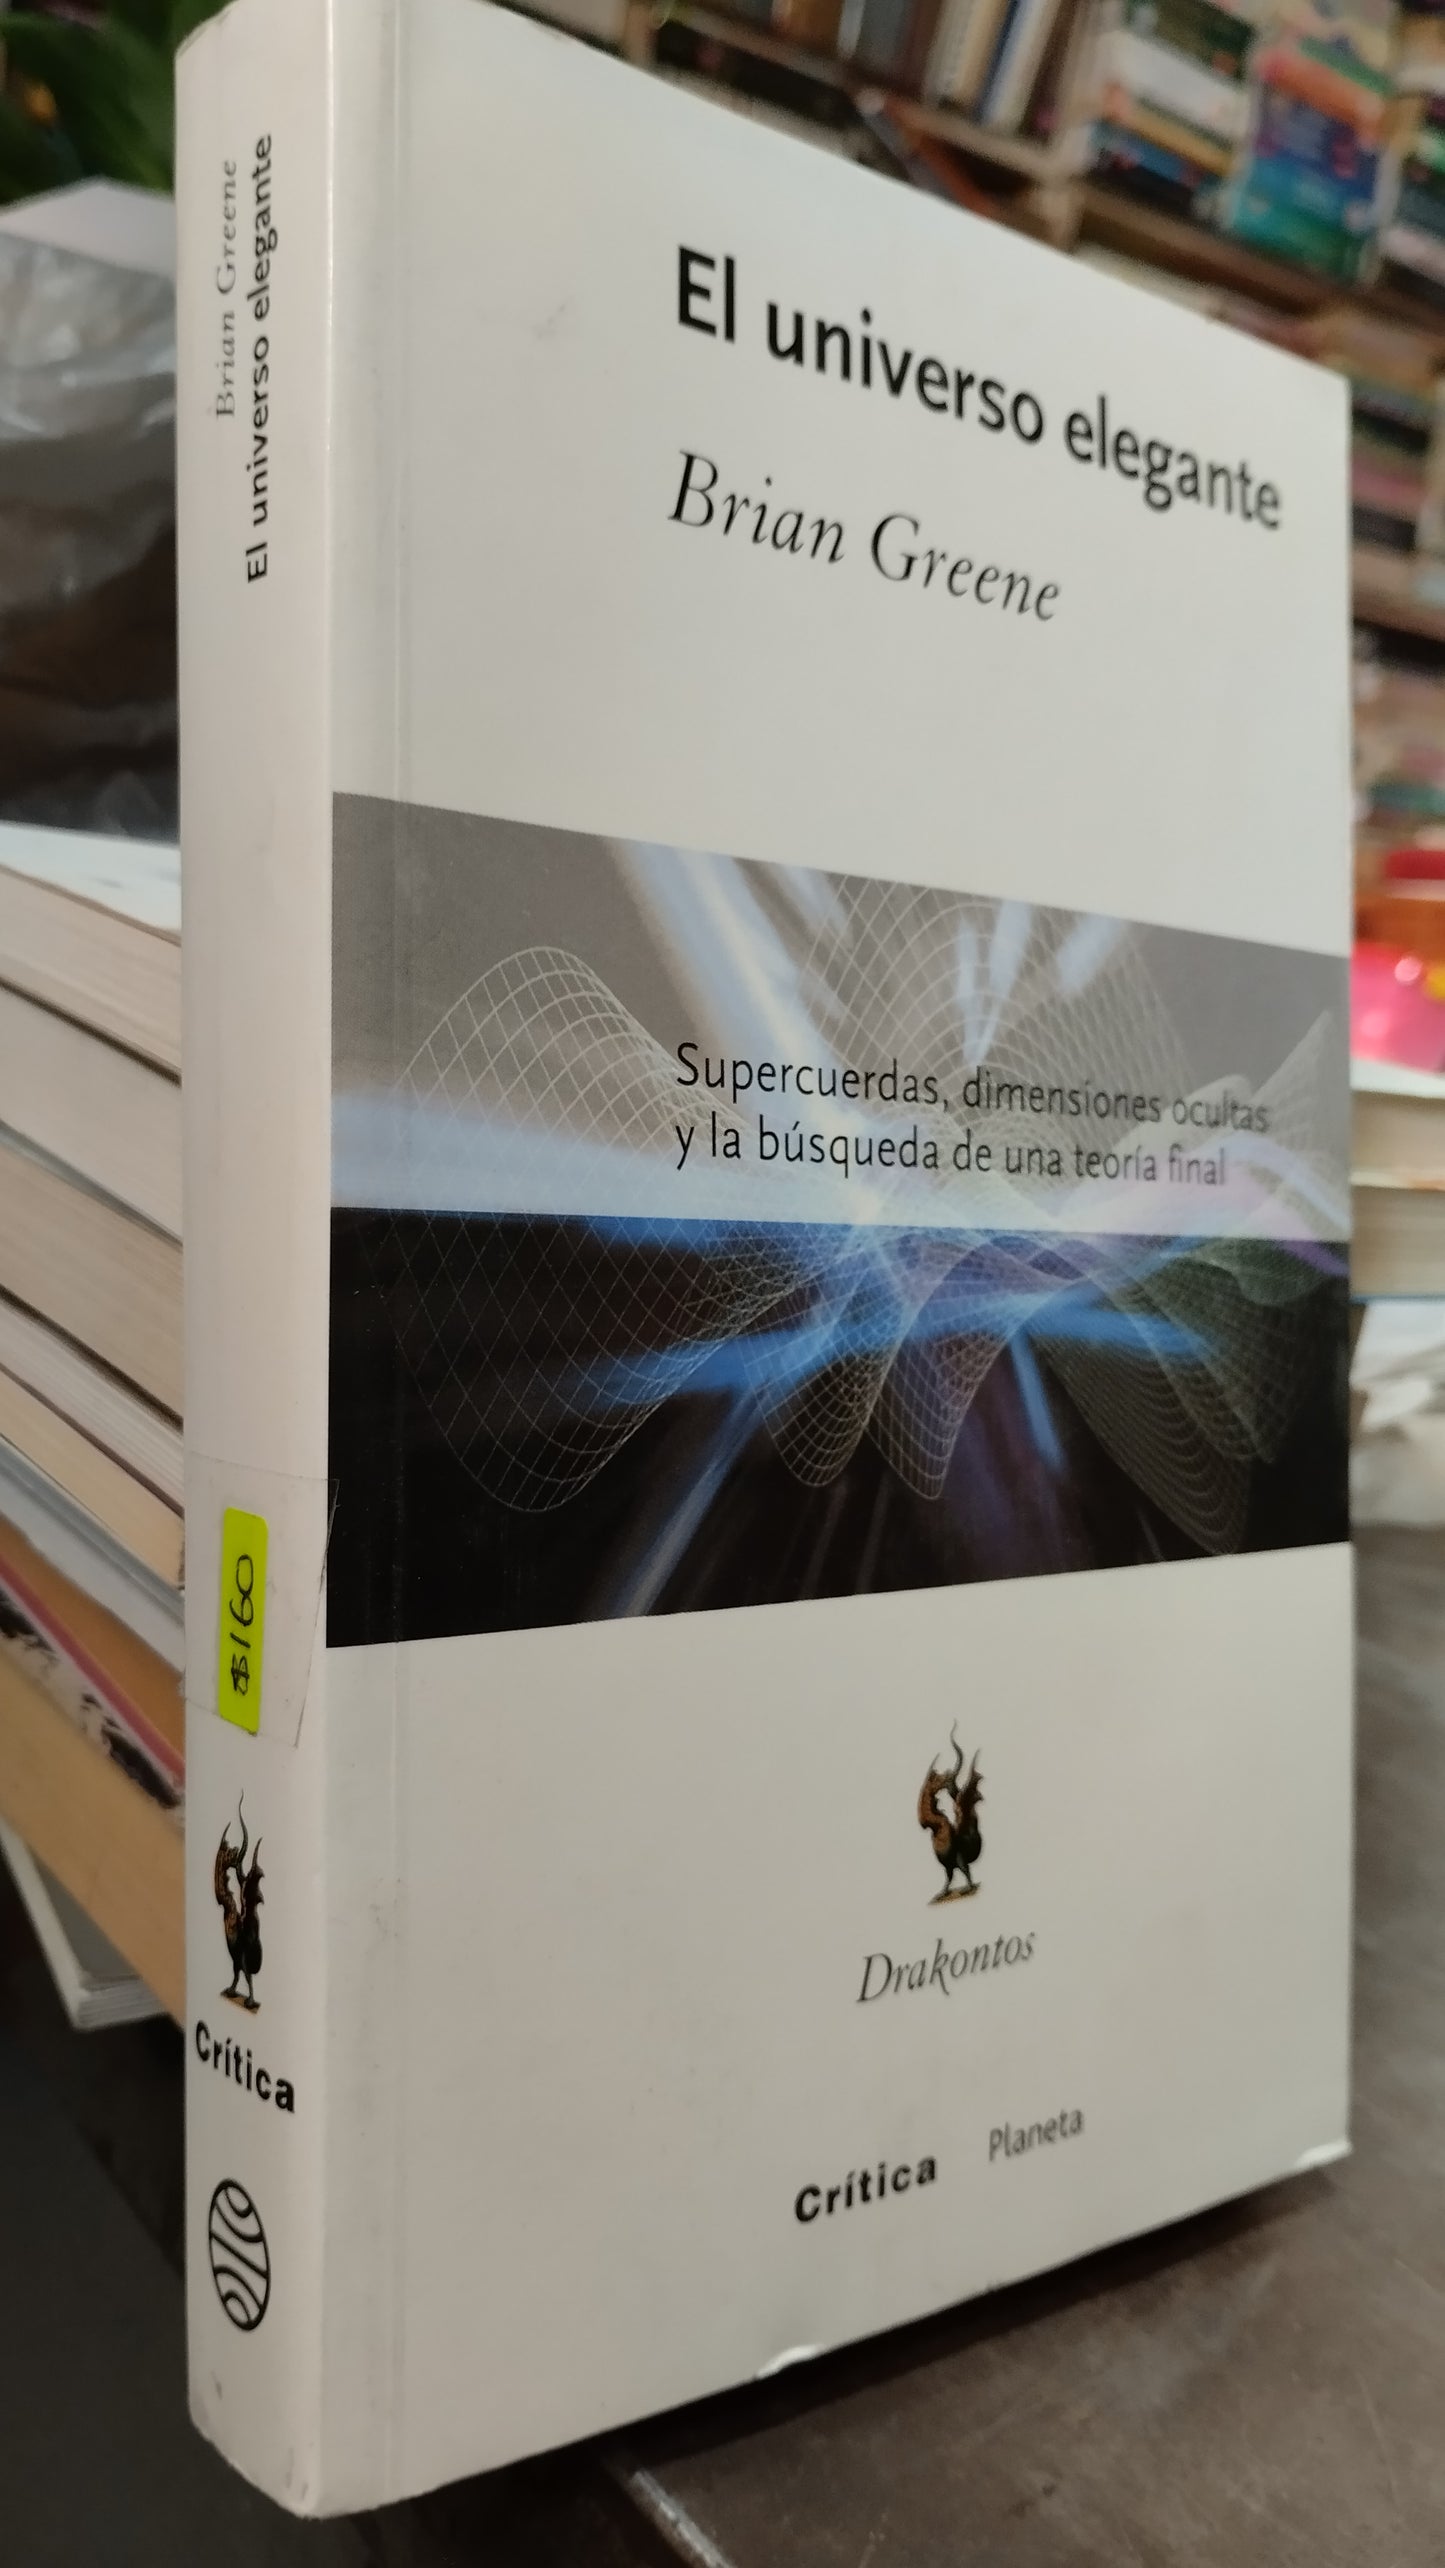 Brian Greene
El universo elegante
$160
Crítica
El universo elegante
Brian Greene
Supercuerdas, dimensiones ocultas
y la búsqueda de una teoría final
Drakontos
Crítica
Planeta